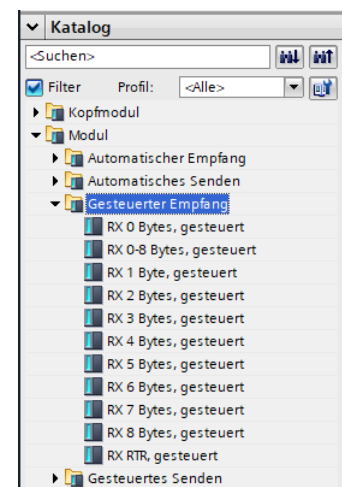 Katalog
<Suchen>
Filter Profil: <Alle>
Kopfmodul
Modul
Automatischer Empfang
Automatisches Senden
Gesteuerter Empfang
RX 0 Bytes, gesteuert
RX 0-8 Bytes, gesteuert
RX 1 Byte, gesteuert
RX 2 Bytes, gesteuert
RX 3 Bytes, gesteuert
RX 4 Bytes, gesteuert
RX 5 Bytes, gesteuert
RX 6 Bytes, gesteuert
RX 7 Bytes, gesteuert
RX 8 Bytes, gesteuert
RX RTR, gesteuert
Gesteuertes Senden